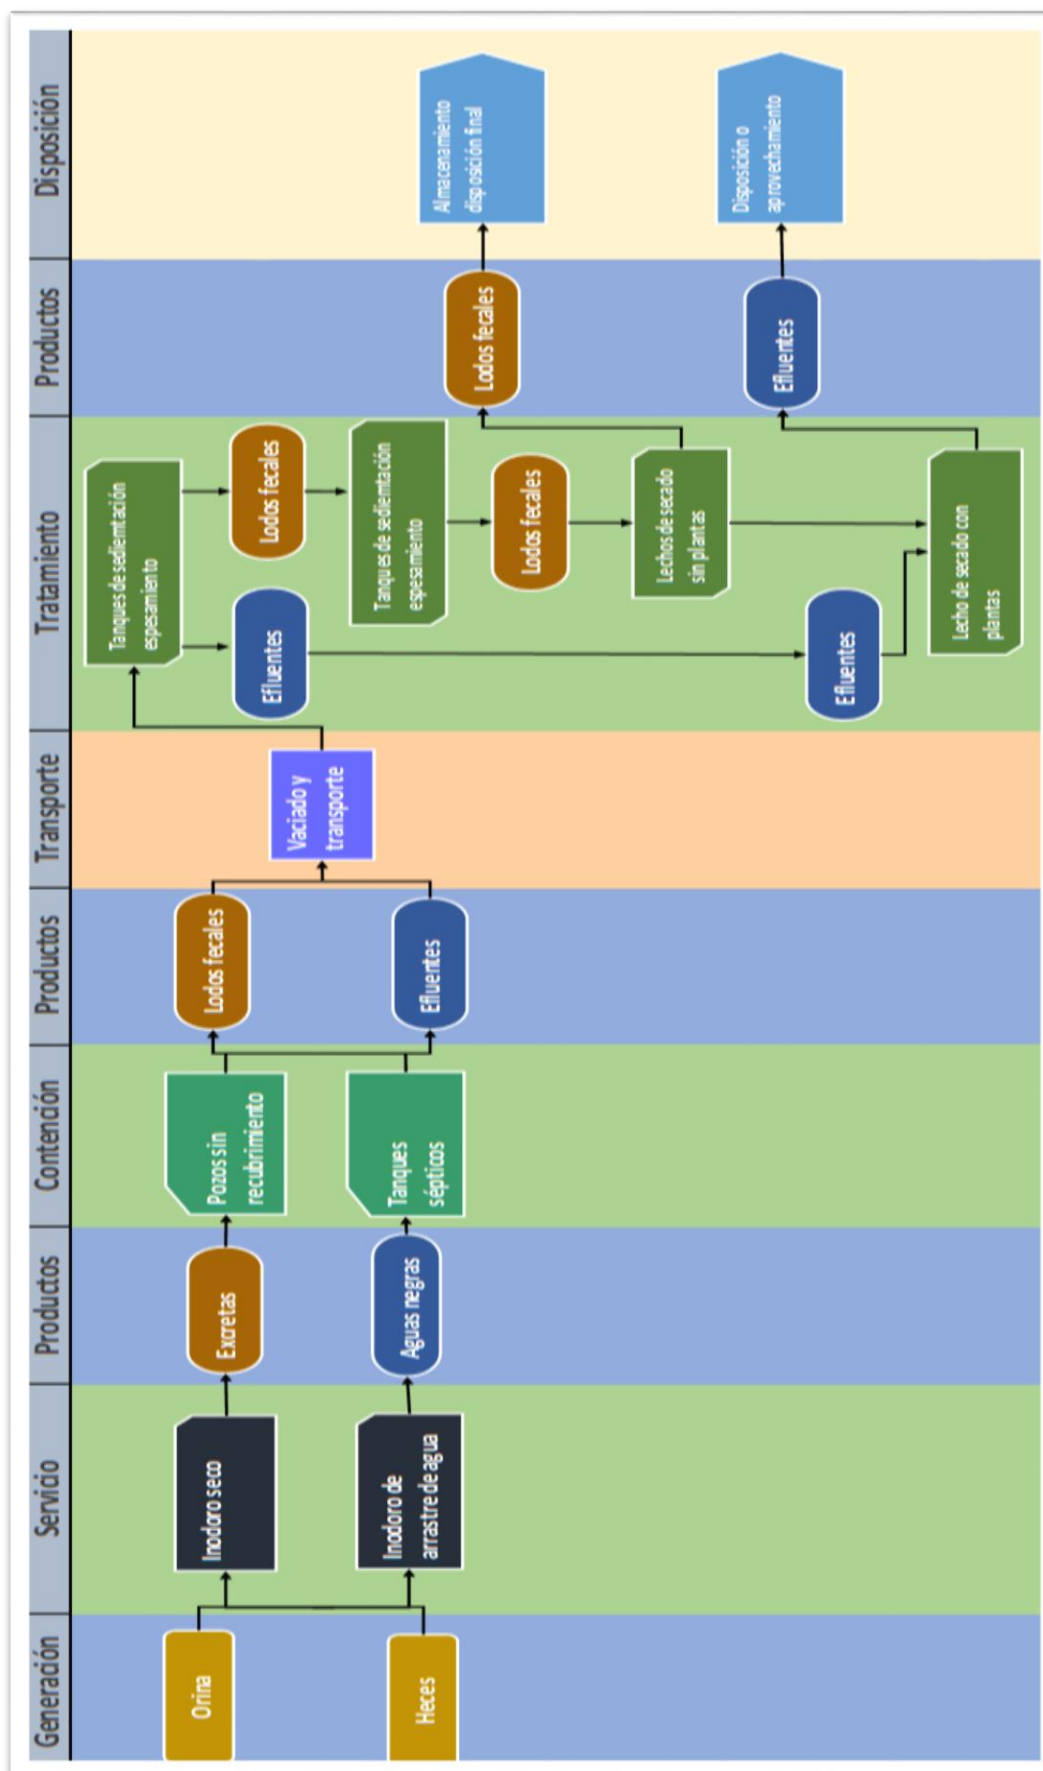 Generación
Servicio
Productos
Contención
Productos
Transporte
Tratamiento
Productos
Disposición
Orina
Heces
Inodoro seco
Inodoro de
arrastre de agua
Excretas
Aguas negras
Pozos sin
recubrimiento
Tanques
sépticos
Lodos fecales
Efluentes
Vaciado y
transporte
Tanques de sedientación
espesamiento
Efluentes
Lodos fecales
Tanques de sedientación
espesamiento
Lodos fecales
Lechos de secado
sin plantas
Efluentes
Lecho de secado con
plantas
Lodos fecales
Efluentes
Almacenamiento
disposición final
Disposición o
aprovechamiento